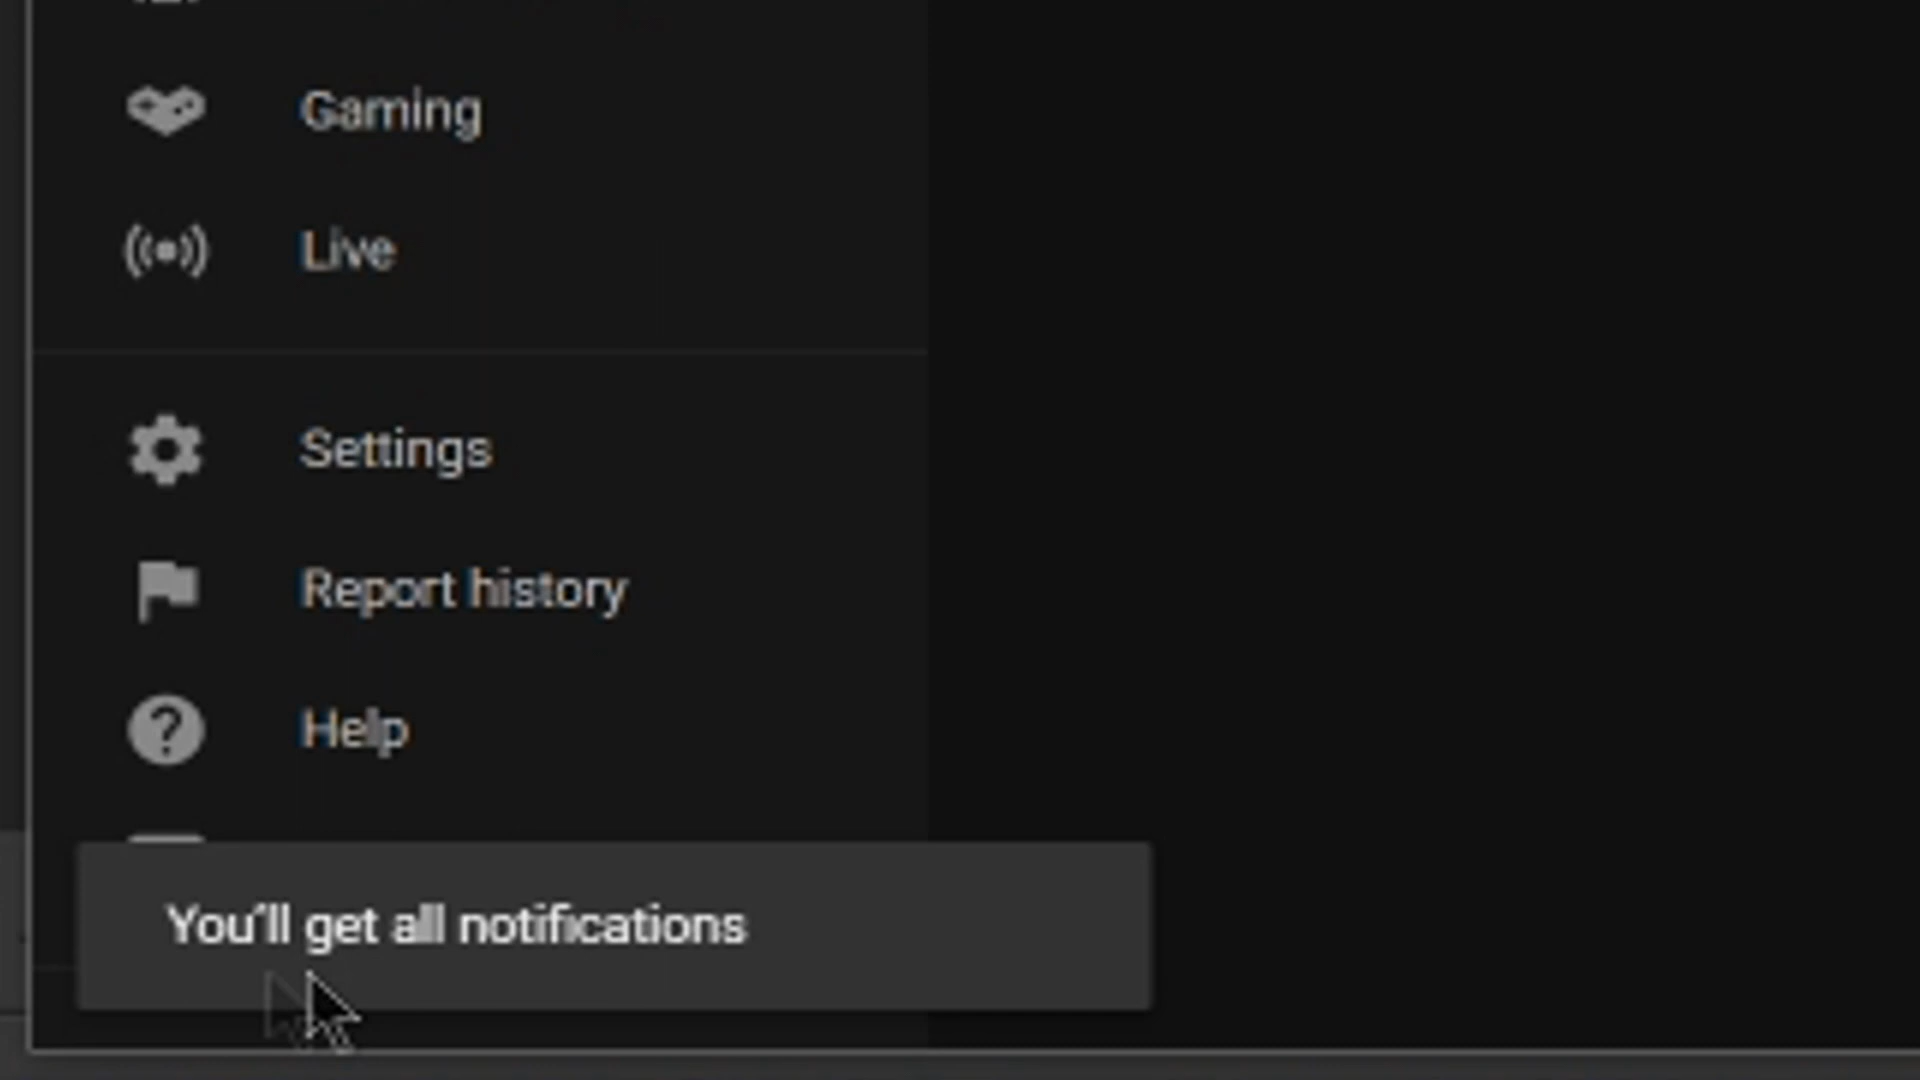 Gaming
Live
Settings
Report history
Help
You'll get all notifications